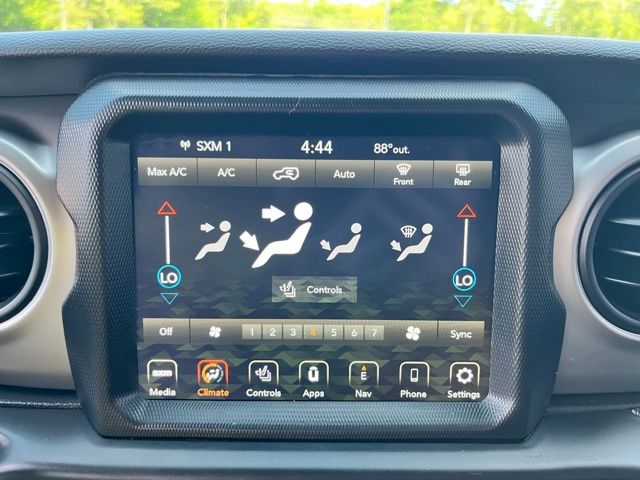 SXM 1 4:44 88°out.
Max A/C A/C Auto Front Rear
LO LO
Controls
Off 1 2 3 4 5 6 7 Sync
sxm E
Media Climate Controls Apps Nav Phone Settings